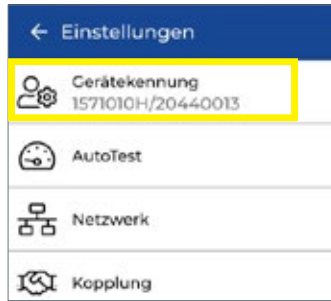 ← Einstellungen
Gerätekennung
1571010H/20440013
AutoTest
Netzwerk
Kopplung